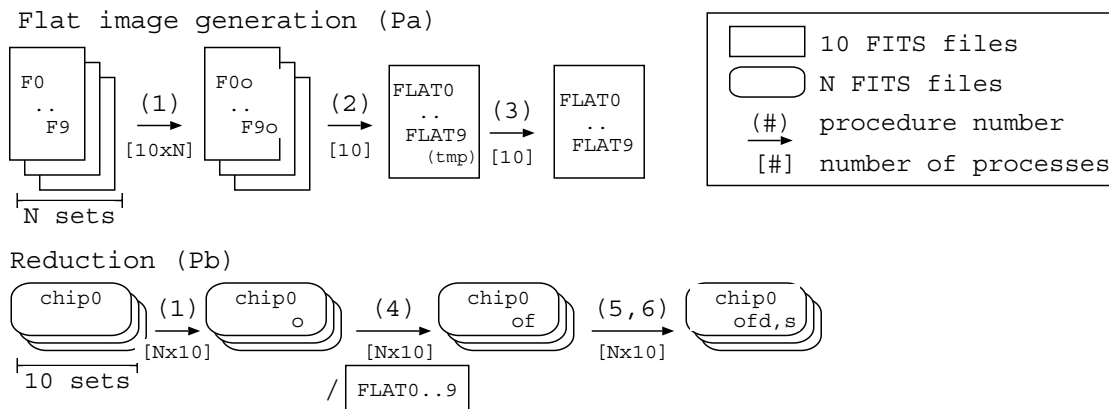 Flat image generation (Pa)
F0
..
F9
(1)
[10xN]
F0o
..
F9o
(2)
[10]
FLAT0
..
FLAT9
(tmp)
(3)
[10]
FLAT0
..
FLAT9
N sets
10 FITS files
N FITS files
(#) procedure number
[#] number of processes
Reduction (Pb)
chip0
(1)
[Nx10]
chip0
o
(4)
[Nx10]
/ FLAT0..9
chip0
of
(5,6)
[Nx10]
chip0
ofd,s
10 sets